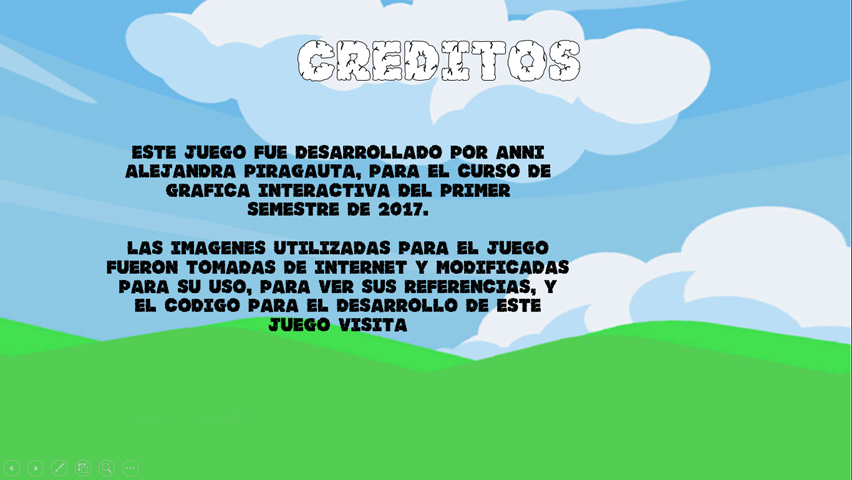 CREDITOS
ESTE JUEGO FUE DESARROLLADO POR ANNI
ALEJANDRA PIRAGAUTA, PARA EL CURSO DE
GRAFICA INTERACTIVA DEL PRIMER
SEMESTRE DE 2017.
LAS IMAGENES UTILIZADAS PARA EL JUEGO
FUERON TOMADAS DE INTERNET Y MODIFICADAS
PARA SU USO, PARA VER SUS REFERENCIAS, Y
EL CODIGO PARA EL DESARROLLO DE ESTE
JUEGO VISITA